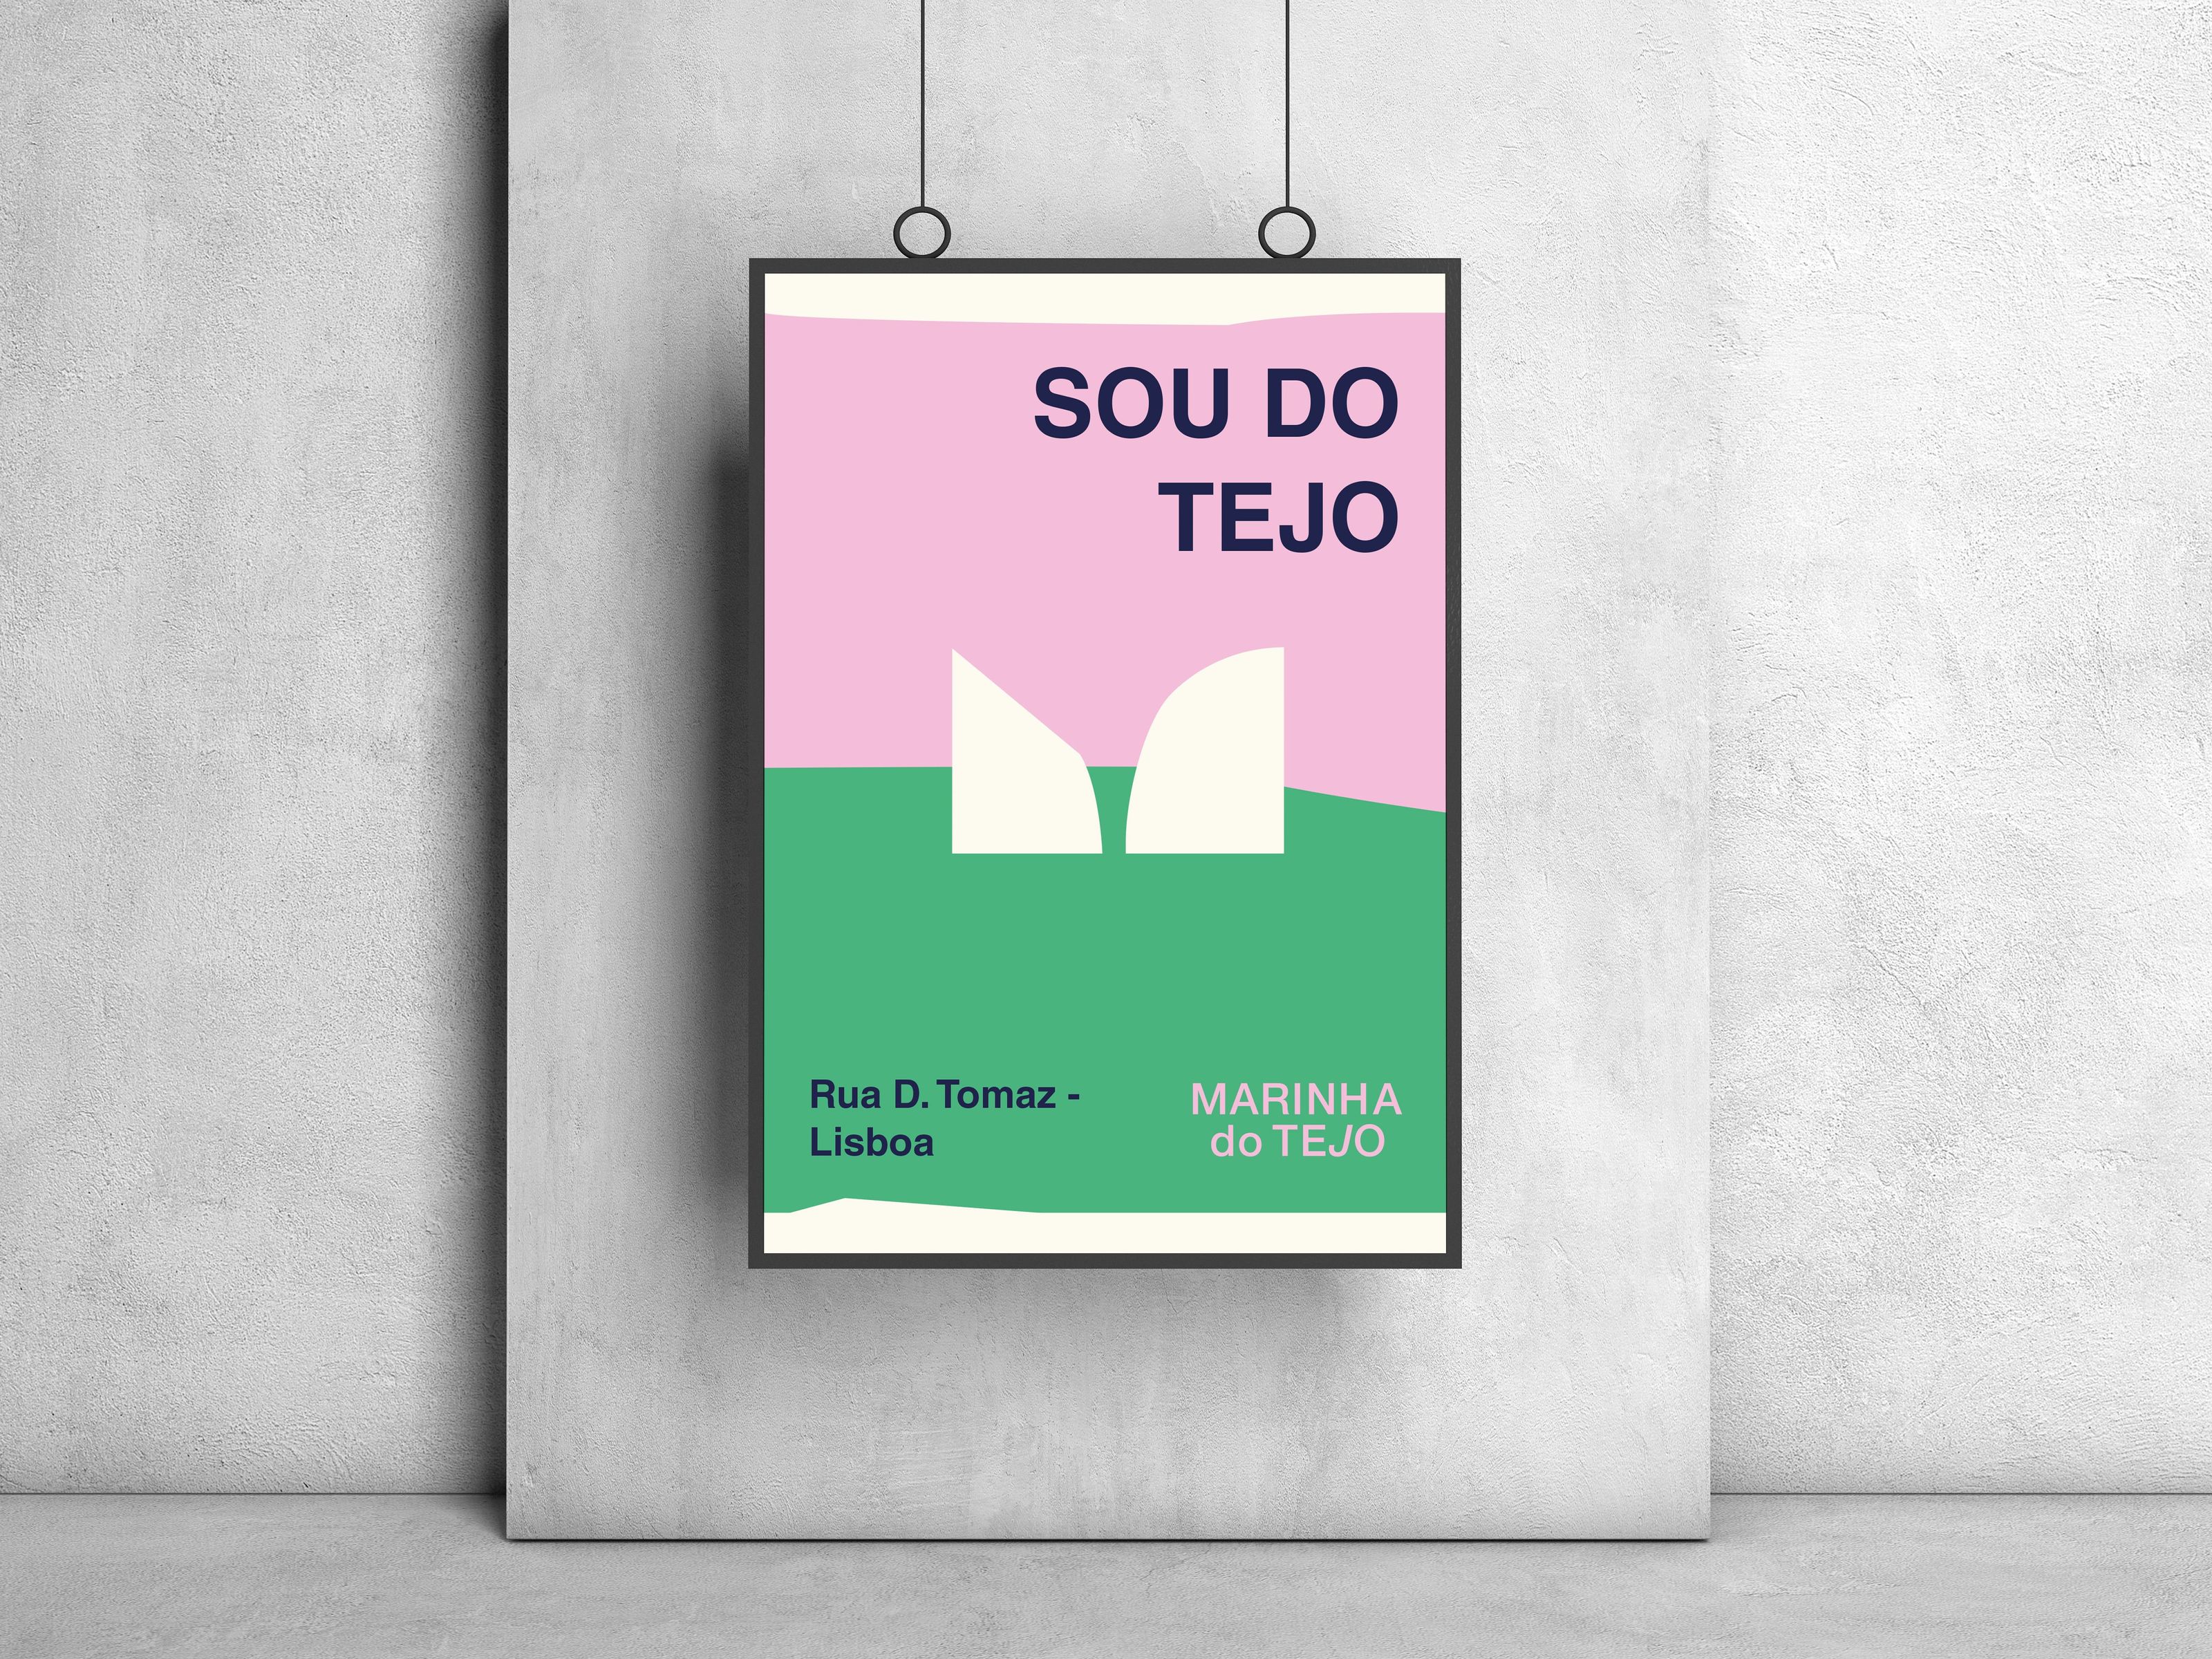 SOU DO
TEJO
Rua D. Tomaz -
Lisboa
MARINHA
do TEJO